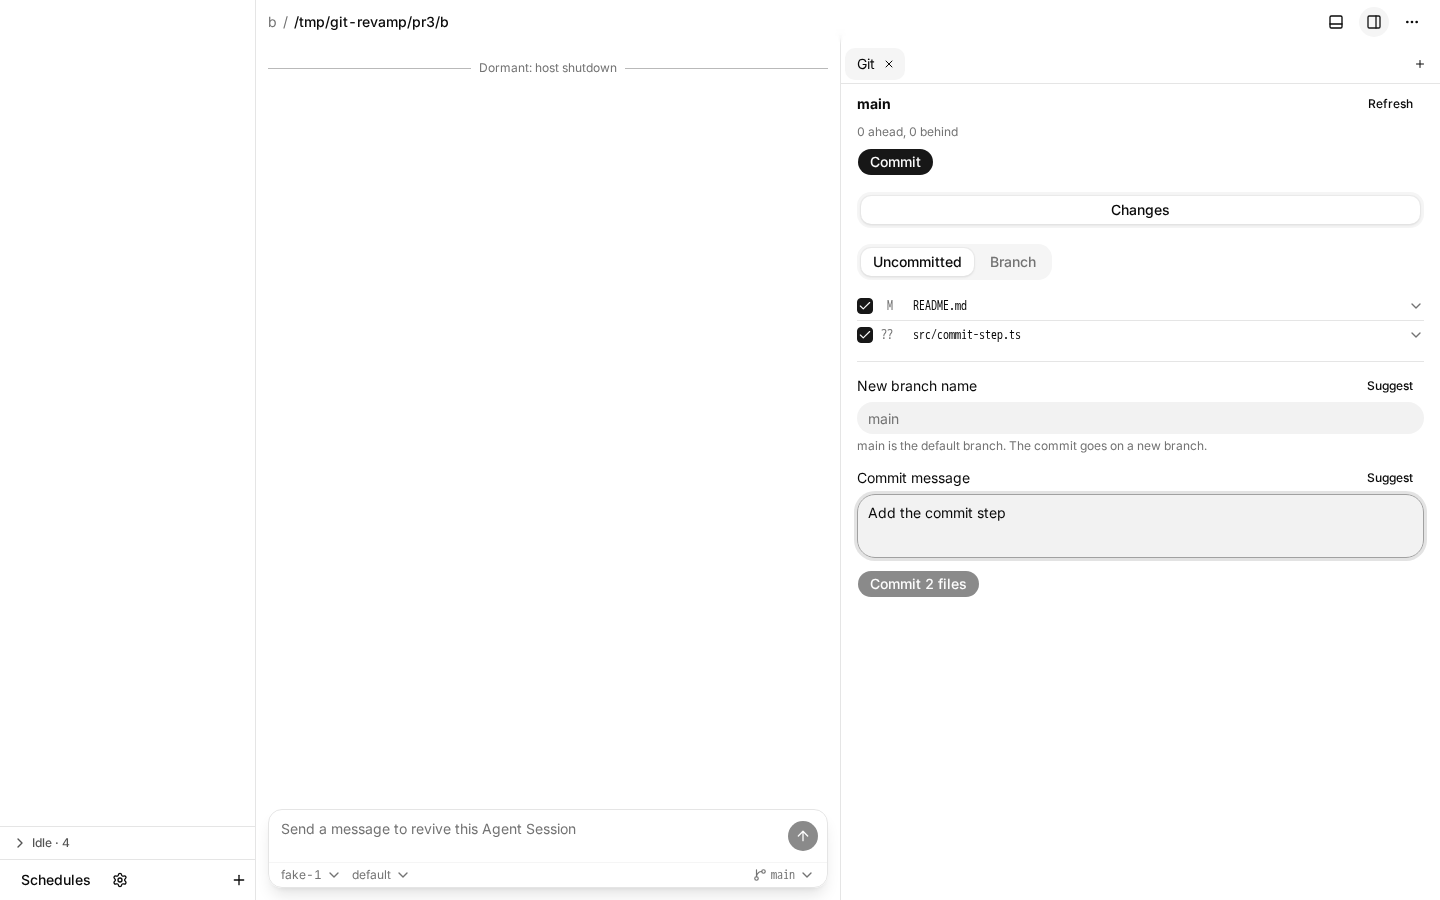 b / /tmp/git-revamp/pr3/b
Dormant: host shutdown
Git
main
Refresh
0 ahead, 0 behind
Commit
Changes
Uncommitted Branch
M README.md
?? src/commit-step.ts
New branch name
Suggest
main
main is the default branch. The commit goes on a new branch.
Commit message
Suggest
Add the commit step
Commit 2 files
Send a message to revive this Agent Session
fake-1 default main
Idle · 4
Schedules